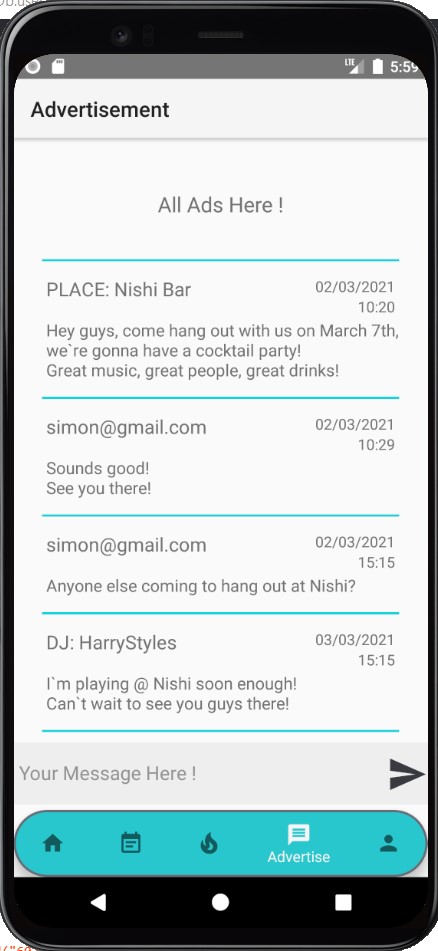 LTE 5:59
Advertisement
All Ads Here !
PLACE: Nishi Bar 02/03/2021
10:20
Hey guys, come hang out with us on March 7th,
we`re gonna have a cocktail party!
Great music, great people, great drinks!
simon@gmail.com 02/03/2021
10:29
Sounds good!
See you there!
simon@gmail.com 02/03/2021
15:15
Anyone else coming to hang out at Nishi?
DJ: HarryStyles 03/03/2021
15:15
I`m playing @ Nishi soon enough!
Can`t wait to see you guys there!
Your Message Here !
Advertise